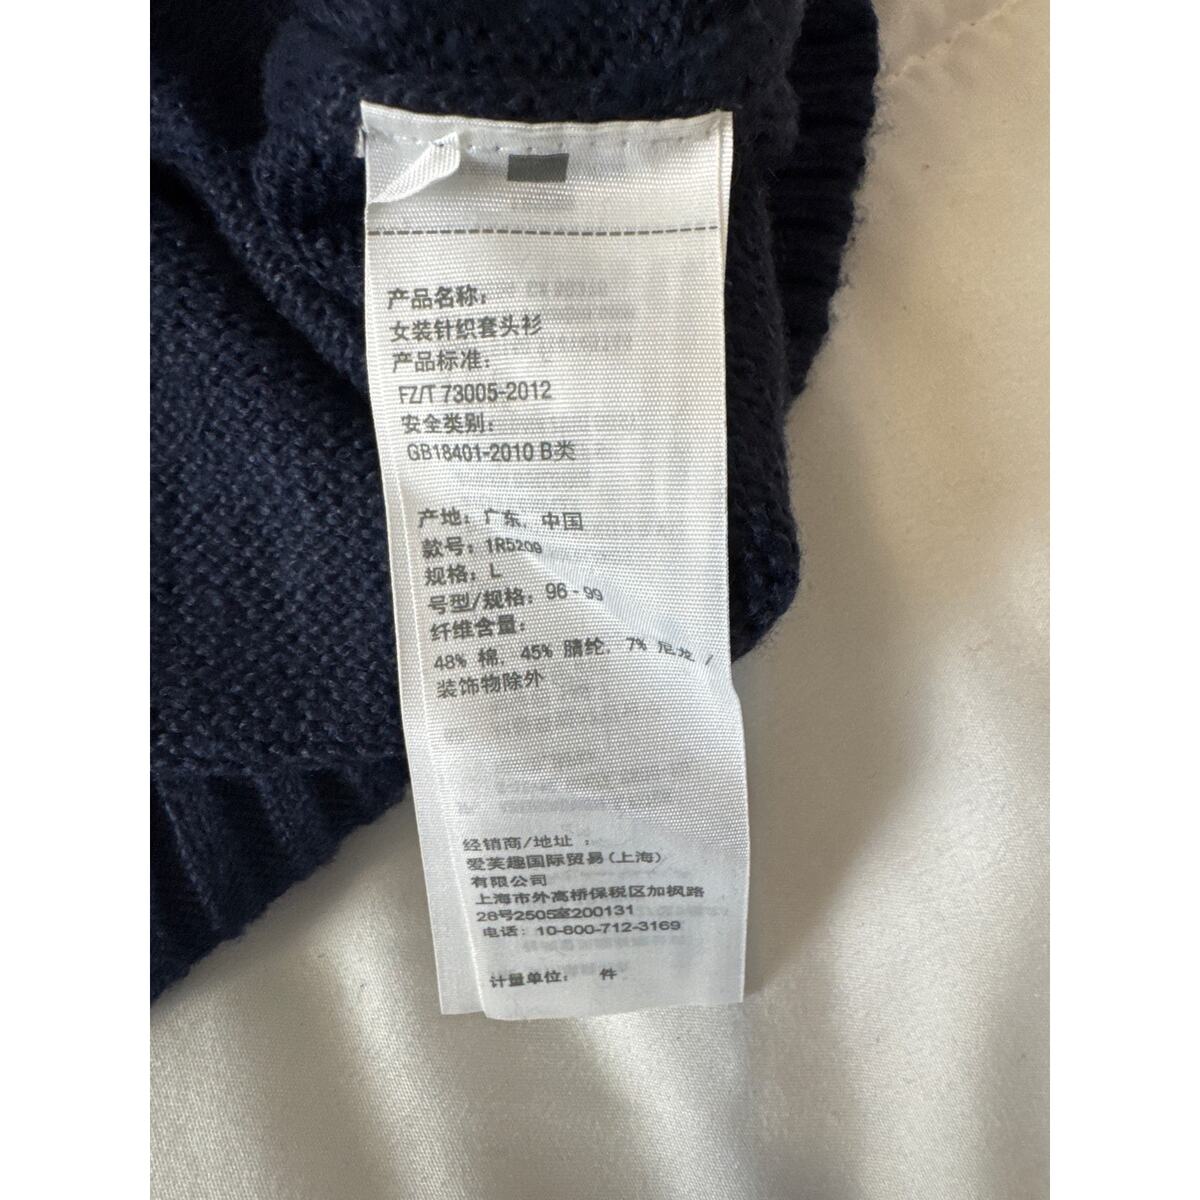 产品名称:
女装针织套头衫
产品标准:
FZ/T 73005-2012
安全类别:
GB18401-2010 B类
产地: 广东, 中国
款号: 1R5209
规格: L
号型/规格: 96 - 99
纤维含量:
48% 棉, 45% 腈纶, 7% 尼龙 /
装饰物除外
经销商/地址 :
爱芙趣国际贸易(上海)
有限公司
上海市外高桥保税区加枫路
28号2505室200131
电话: 10-800-712-3169
计量单位: 件